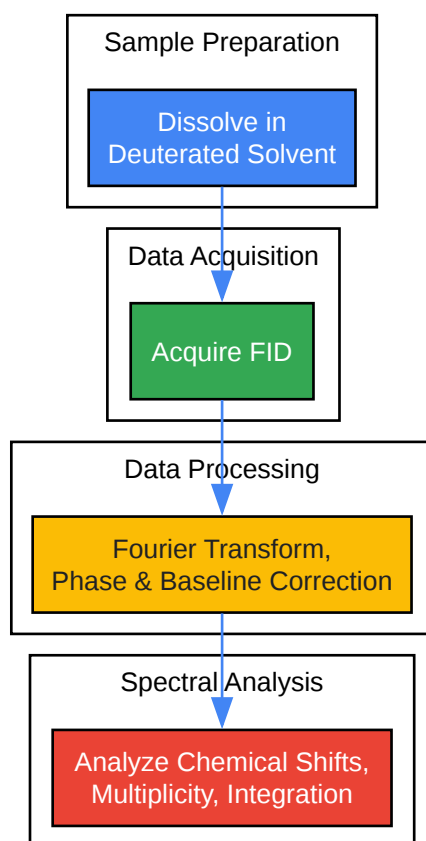 Sample Preparation
Dissolve in
Deuterated Solvent
Data Acquisition
Acquire FID
Data Processing
Fourier Transform,
Phase & Baseline Correction
Spectral Analysis
Analyze Chemical Shifts,
Multiplicity, Integration